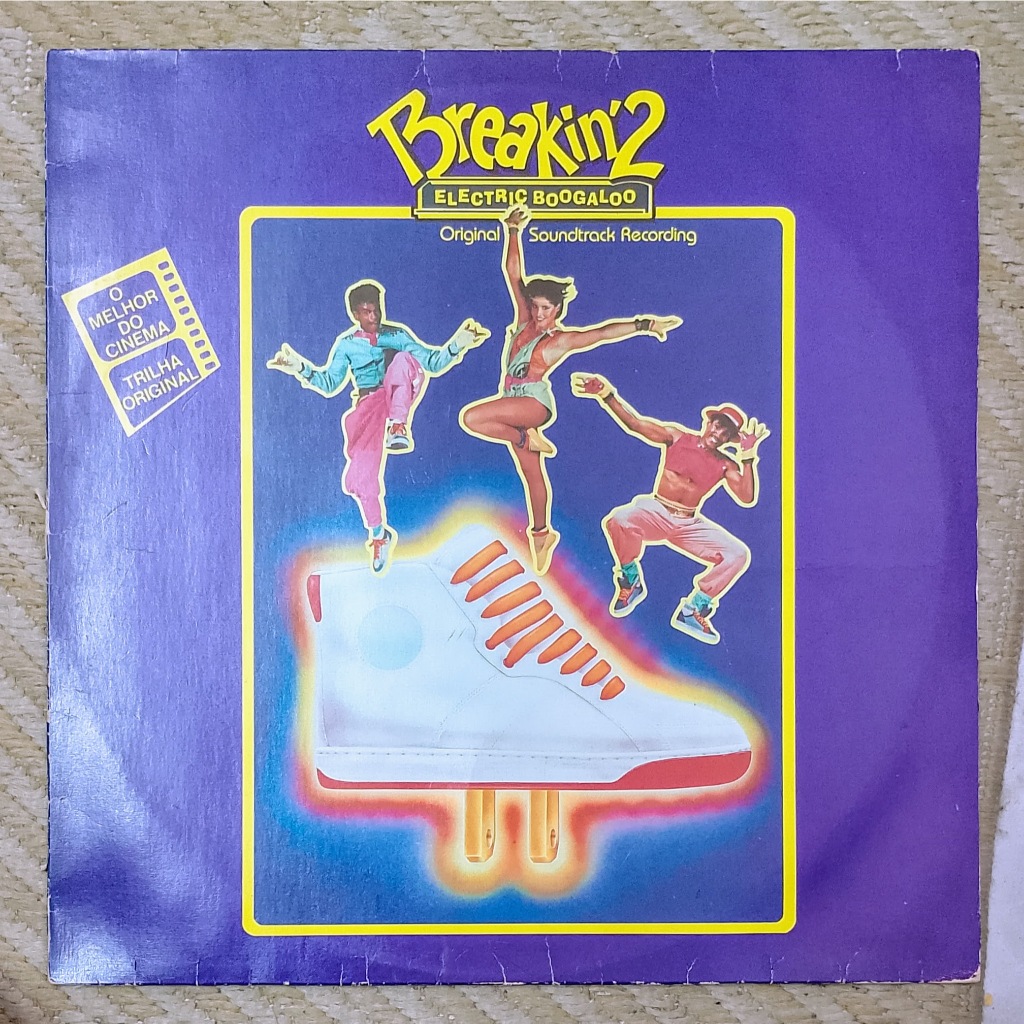 Breakin'2
ELECTRIC BOOGALOO
Original Soundtrack Recording
O
MELHOR
DO
CINEMA
TRILHA
ORIGINAL